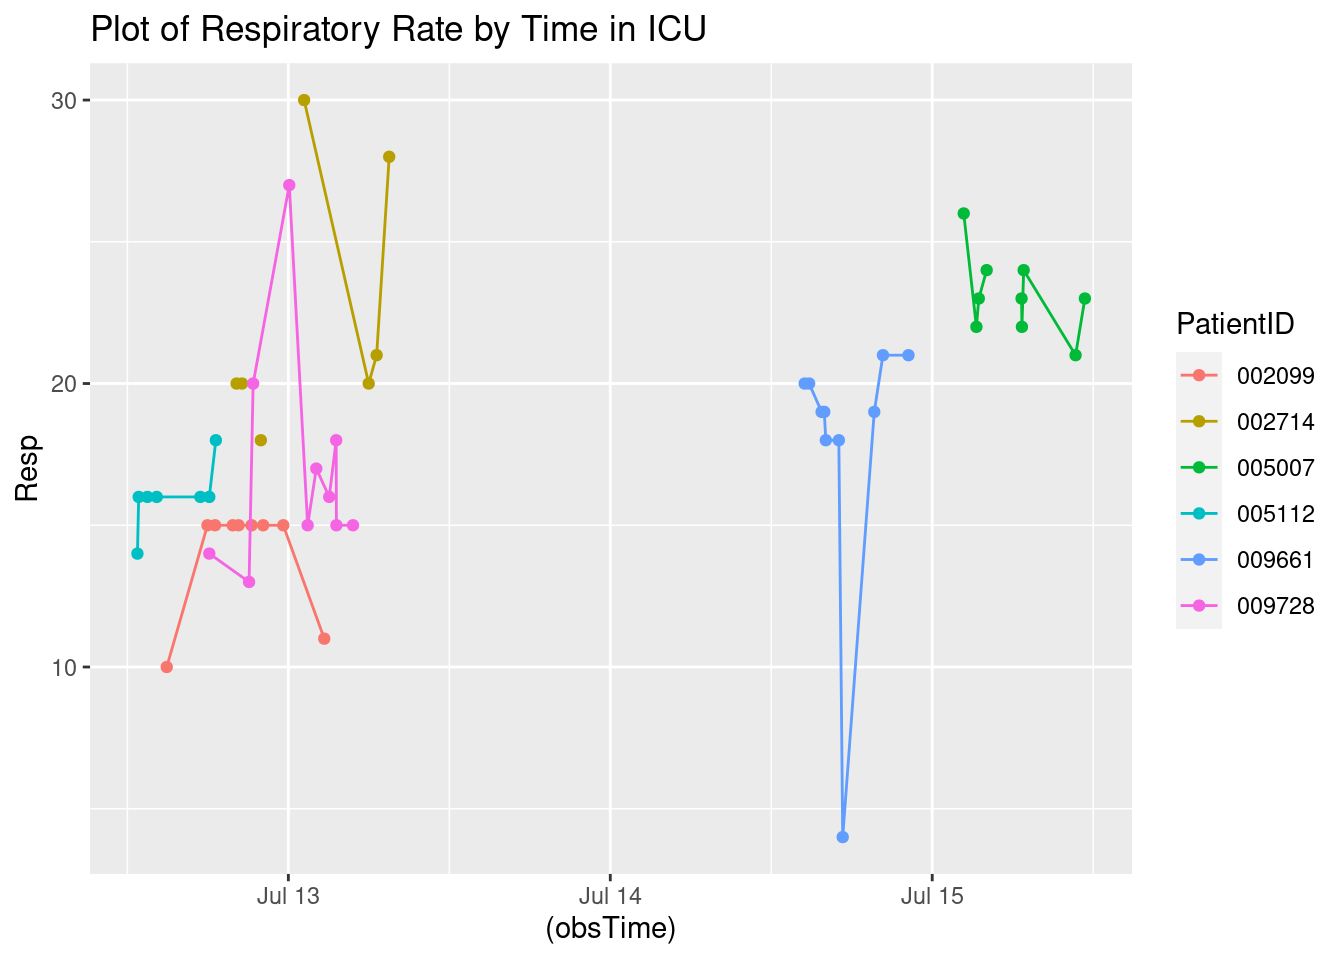 Plot of Respiratory Rate by Time in ICU
30
20
10
Resp
Jul 13
Jul 14
Jul 15
(obsTime)
PatientID
002099
002714
005007
005112
009661
009728